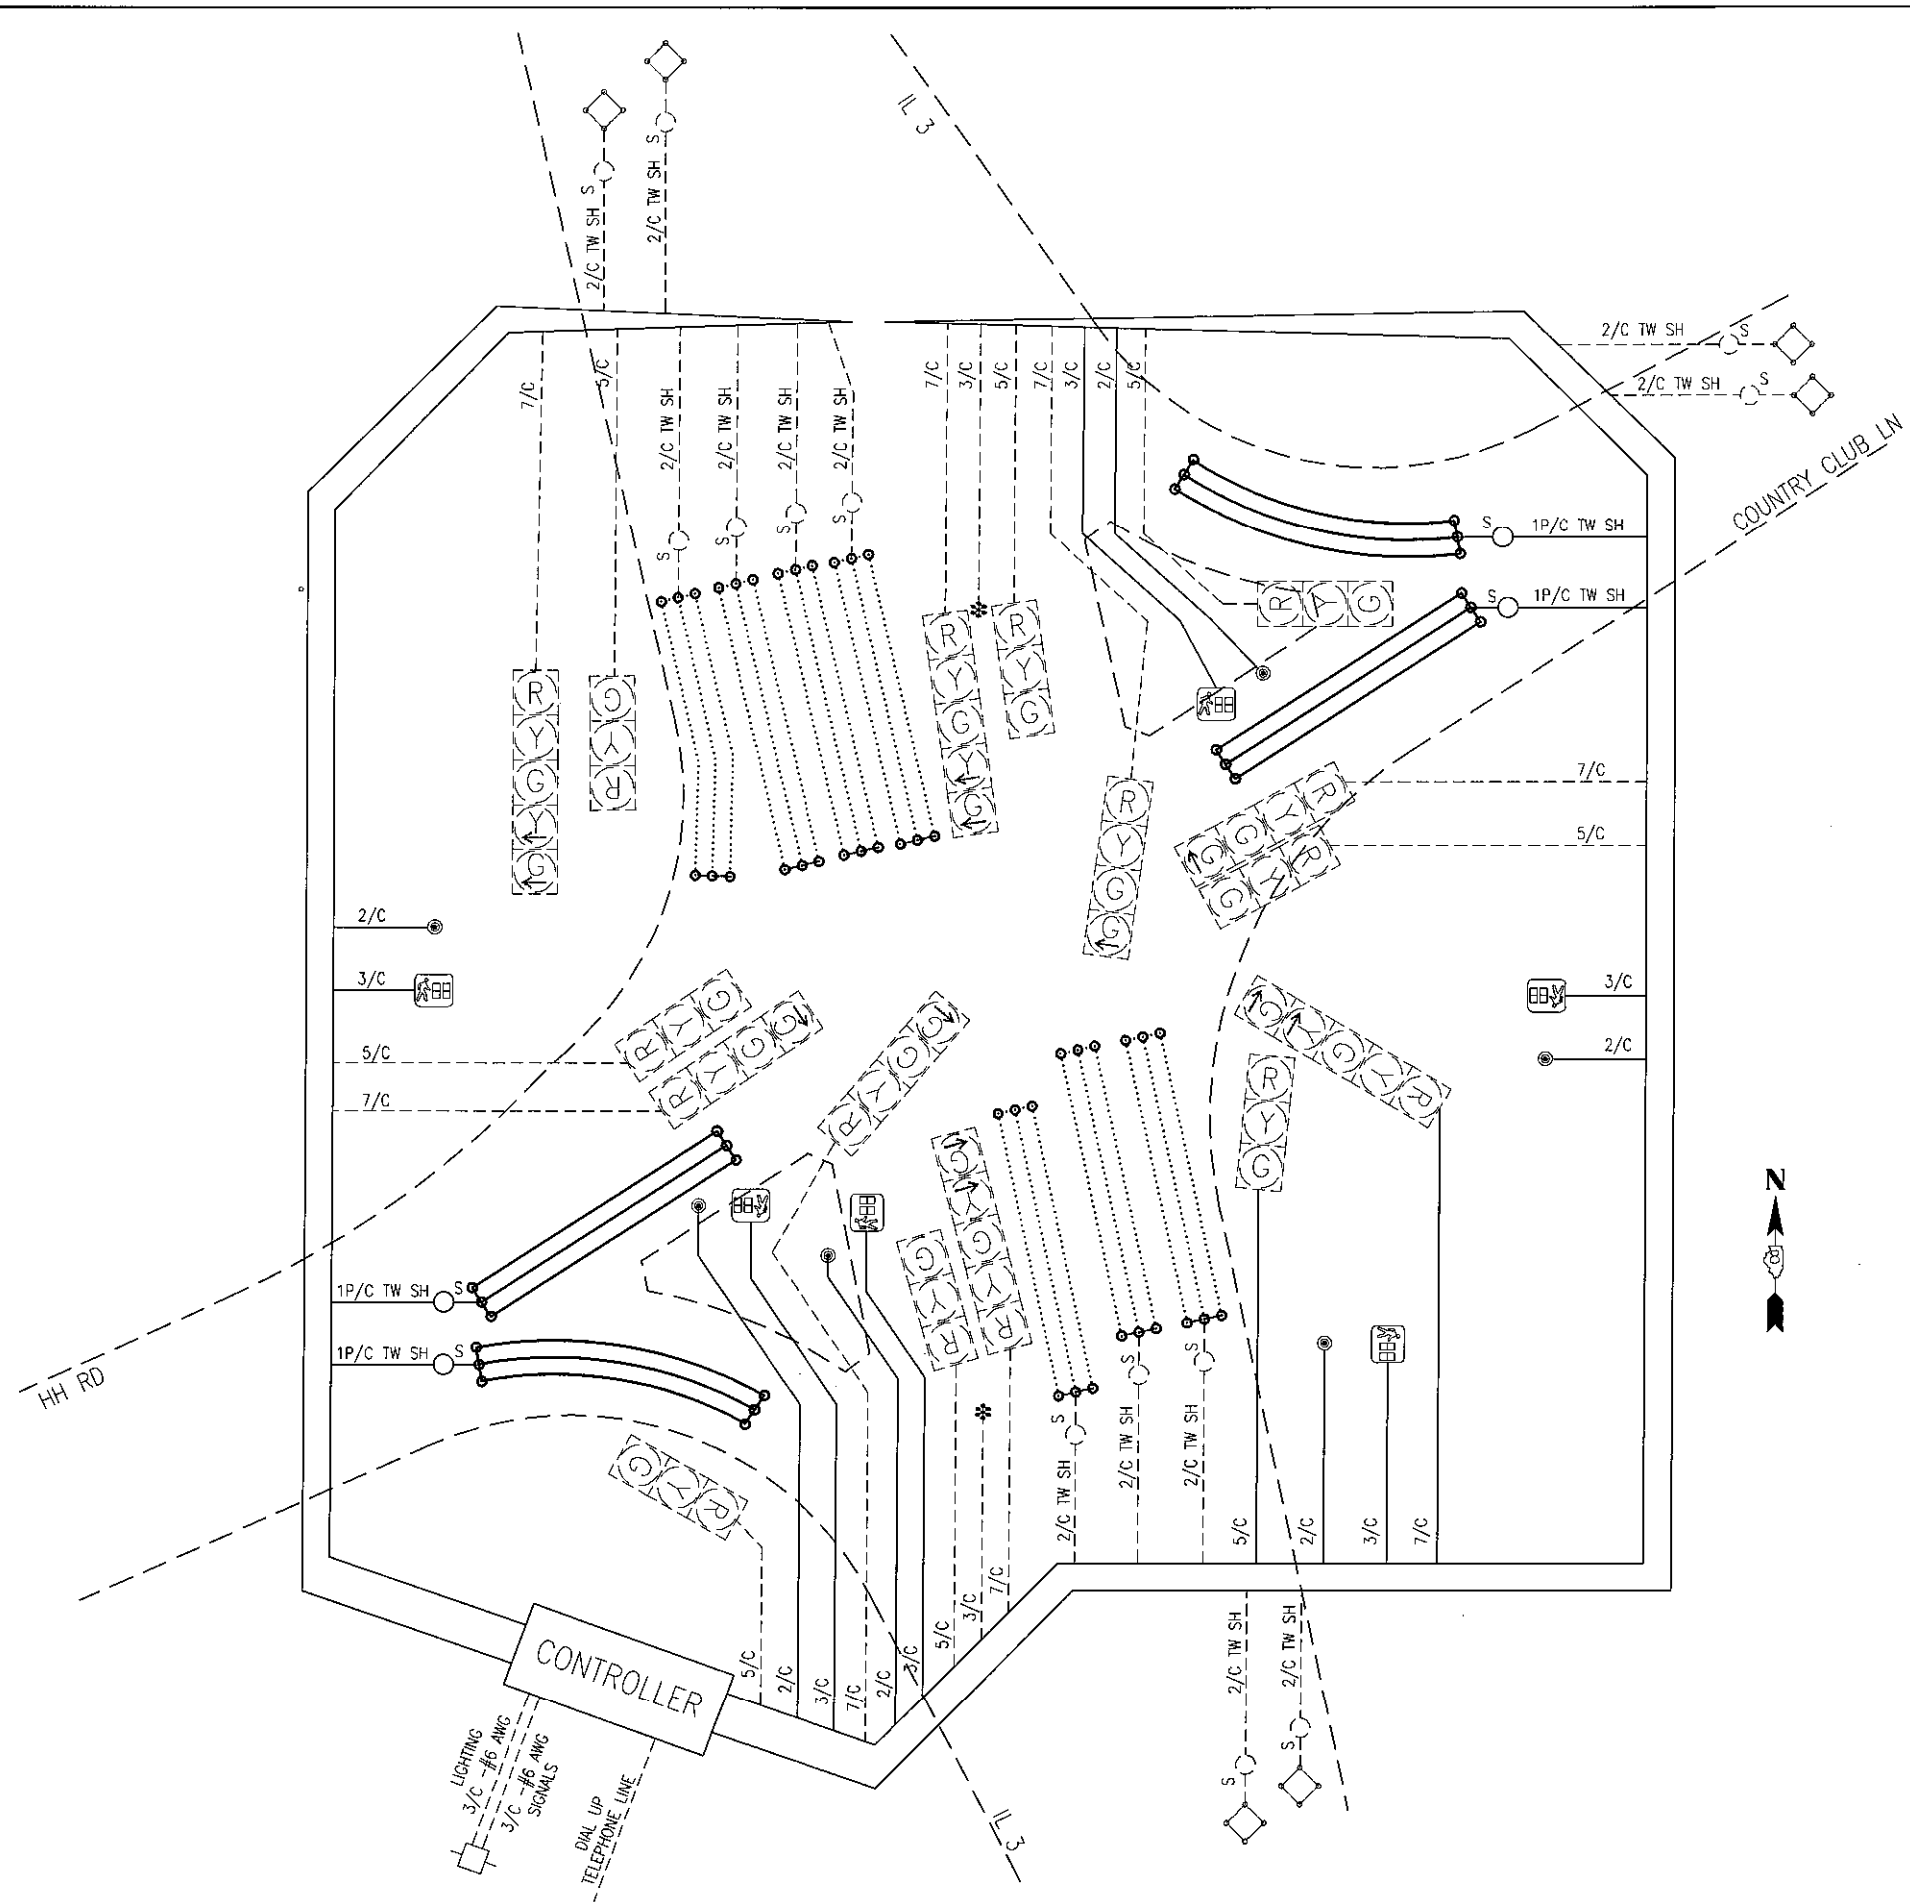 IL 3
2/C TW SH S
2/C TW SH S
2/C TW SH S
2/C TW SH S
COUNTRY CLUB LN
7/C
5/C
2/C TW SH
2/C TW SH
2/C TW SH
2/C TW SH
7/C
3/C
5/C
7/C
3/C
2/C
5/C
S
S
S
S
S 1P/C TW SH
S 1P/C TW SH
R Y G Y G
G Y R
R Y G Y G
R Y G
R Y G
R Y G G
G G Y R
G Y R
7/C
5/C
2/C
3/C
5/C
7/C
R Y G
R Y G G
R Y G G
G Y G Y R
R Y G
3/C
2/C
G Y G Y R
G Y R
N
8
1P/C TW SH S
1P/C TW SH S
HH RD
G Y R
S
S
S
2/C TW SH
2/C TW SH
2/C TW SH
5/C
2/C
3/C
7/C
5/C
2/C
3/C
7/C
2/C
3/C
5/C
3/C
7/C
CONTROLLER
LIGHTING
3/C - #6 AWG
3/C - #6 AWG
SIGNALS
DIAL UP
TELEPHONE LINE
IL 3
2/C TW SH
S
2/C TW SH
S